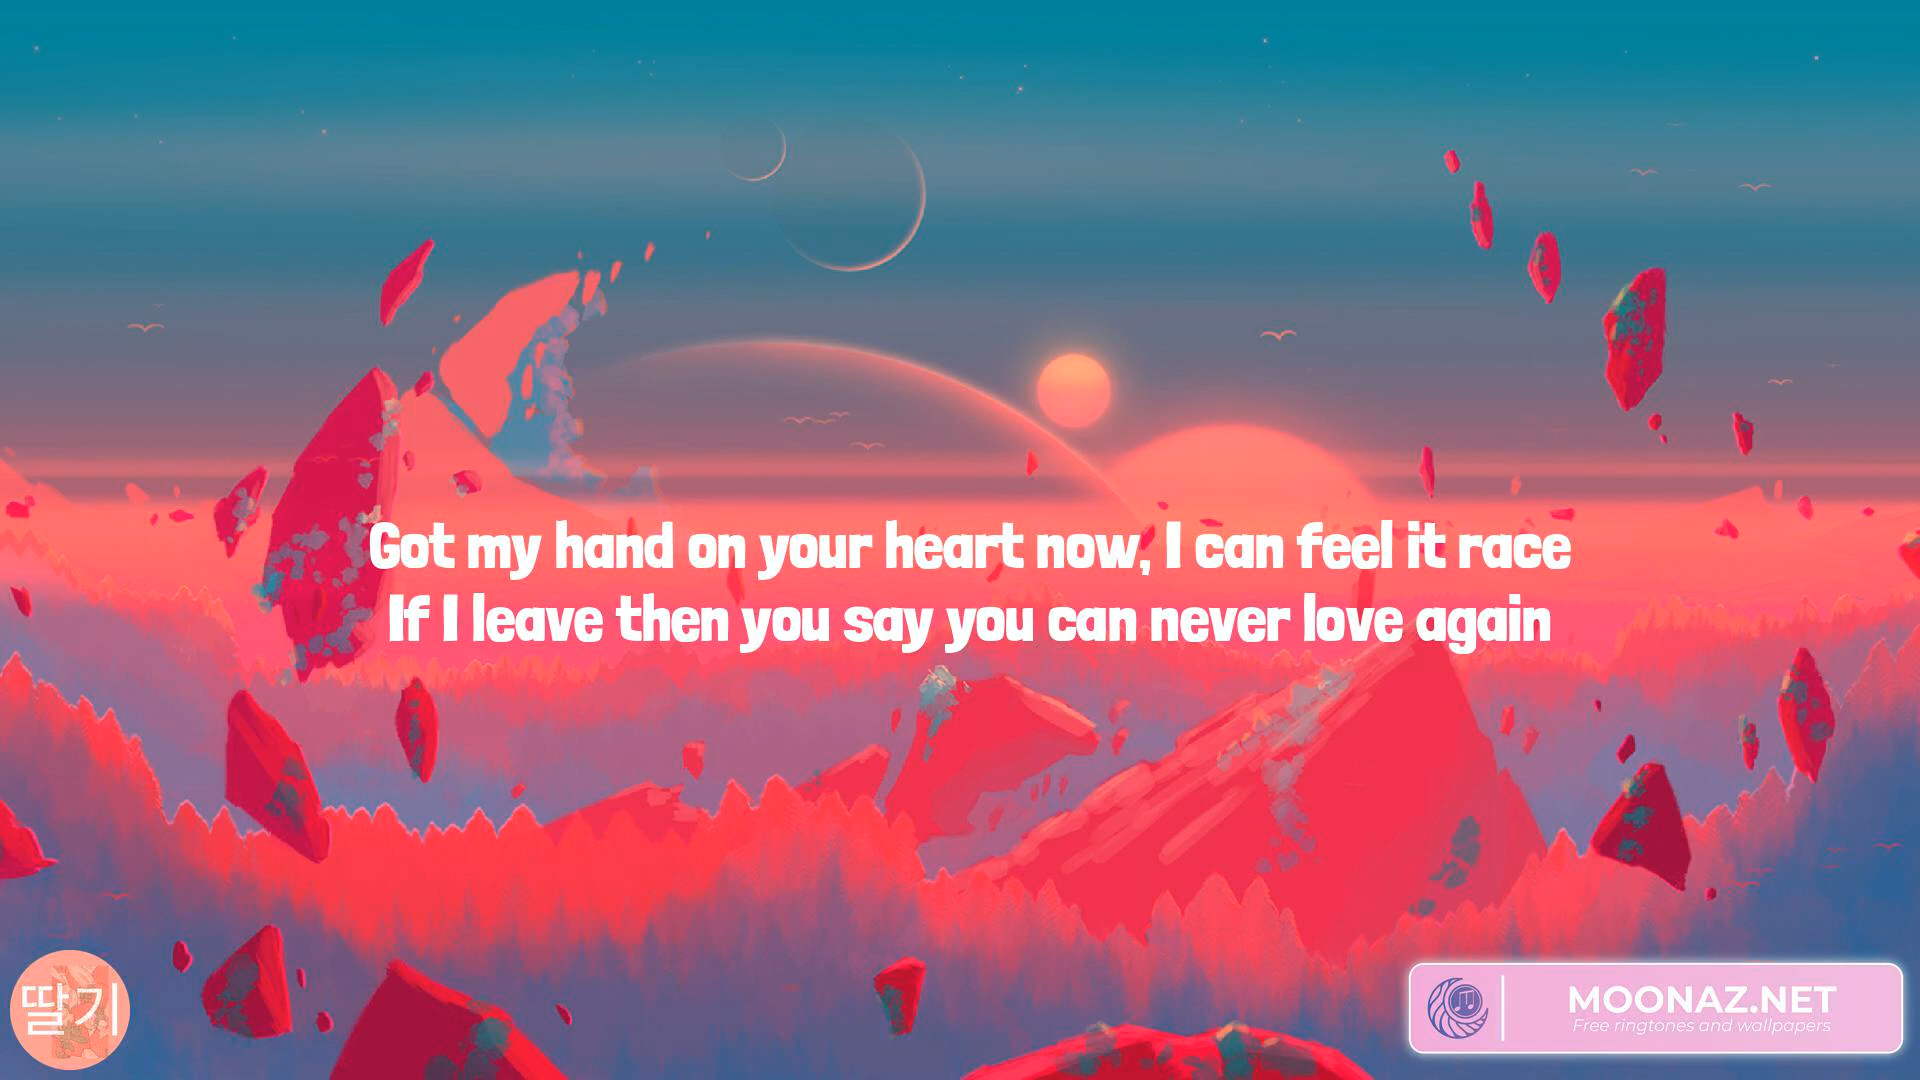 Got my hand on your heart now, I can feel it race
If I leave then you say you can never love again
딸기
MOONAZ.NET
Free ringtones and wallpapers